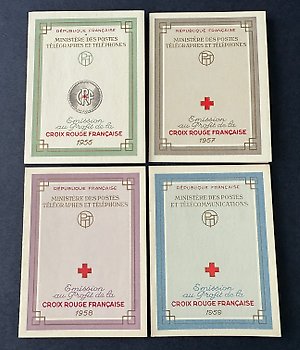 RÉPUBLIQUE FRANÇAISE
MINISTÈRE DES POSTES
TÉLÉGRAPHES ET TÉLÉPHONES
Emission
au Profit de la
CROIX ROUGE FRANÇAISE
1956
RÉPUBLIQUE FRANÇAISE
MINISTÈRE DES POSTES
TÉLÉGRAPHES ET TÉLÉPHONES
Emission
au Profit de la
CROIX ROUGE FRANÇAISE
1957
RÉPUBLIQUE FRANÇAISE
MINISTÈRE DES POSTES
TÉLÉGRAPHES ET TÉLÉPHONES
Emission
au Profit de la
CROIX ROUGE FRANÇAISE
1958
RÉPUBLIQUE FRANÇAISE
MINISTÈRE DES POSTES
ET TÉLÉCOMMUNICATIONS
Emission
au Profit de la
CROIX ROUGE FRANÇAISE
1959